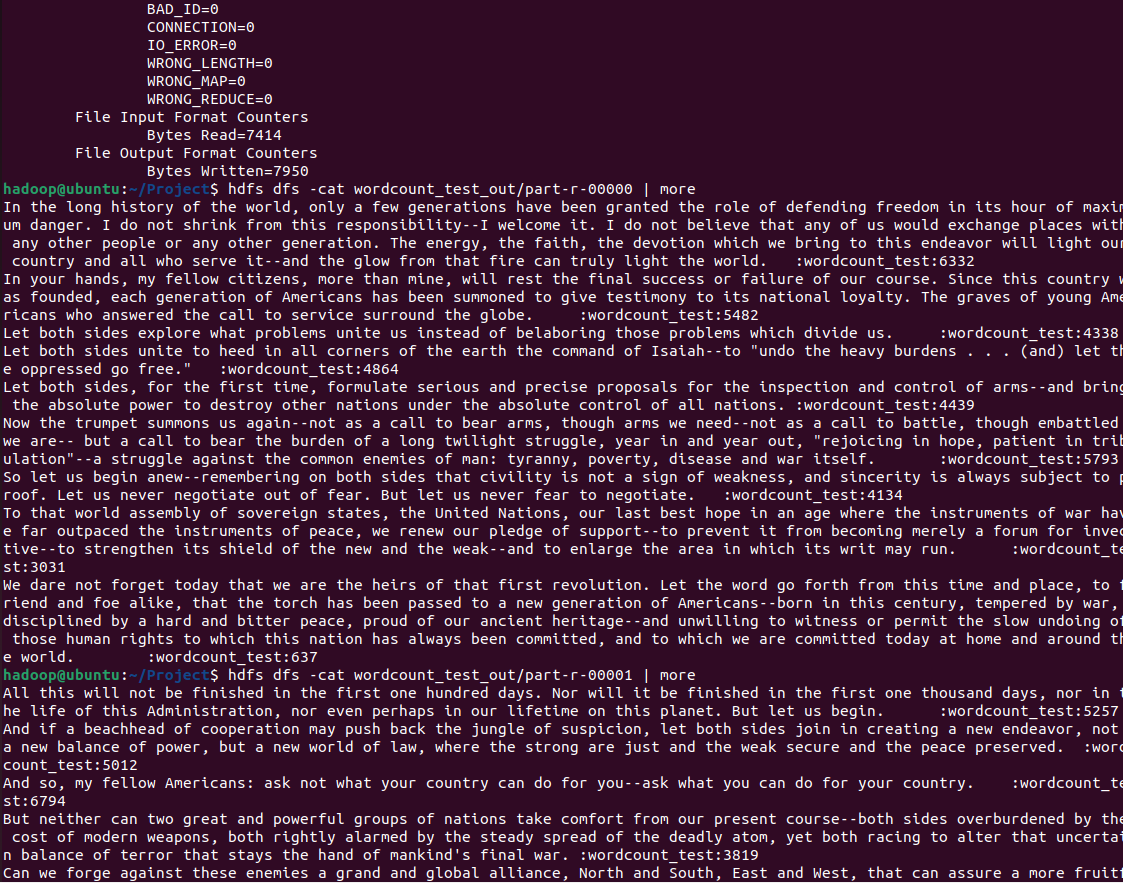 BAD_ID=0
CONNECTION=0
IO_ERROR=0
WRONG_LENGTH=0
WRONG_MAP=0
WRONG_REDUCE=0
File Input Format Counters
Bytes Read=7414
File Output Format Counters
Bytes Written=7950
hadoop@ubuntu:~/Project$ hdfs dfs -cat wordcount_test_out/part-r-00000 | more
In the long history of the world, only a few generations have been granted the role of defending freedom in its hour of maxim
um danger. I do not shrink from this responsibility--I welcome it. I do not believe that any of us would exchange places with
any other people or any other generation. The energy, the faith, the devotion which we bring to this endeavor will light our
country and all who serve it--and the glow from that fire can truly light the world. :wordcount_test:6332
In your hands, my fellow citizens, more than mine, will rest the final success or failure of our course. Since this country w
as founded, each generation of Americans has been summoned to give testimony to its national loyalty. The graves of young Ame
ricans who answered the call to service surround the globe. :wordcount_test:5482
Let both sides explore what problems unite us instead of belaboring those problems which divide us. :wordcount_test:4338
Let both sides unite to heed in all corners of the earth the command of Isaiah--to "undo the heavy burdens . . . (and) let th
e oppressed go free." :wordcount_test:4864
Let both sides, for the first time, formulate serious and precise proposals for the inspection and control of arms--and bring
the absolute power to destroy other nations under the absolute control of all nations. :wordcount_test:4439
Now the trumpet summons us again--not as a call to bear arms, though arms we need--not as a call to battle, though embattled
we are-- but a call to bear the burden of a long twilight struggle, year in and year out, "rejoicing in hope, patient in trib
ulation"--a struggle against the common enemies of man: tyranny, poverty, disease and war itself. :wordcount_test:5793
So let us begin anew--remembering on both sides that civility is not a sign of weakness, and sincerity is always subject to p
roof. Let us never negotiate out of fear. But let us never fear to negotiate. :wordcount_test:4134
To that world assembly of sovereign states, the United Nations, our last best hope in an age where the instruments of war hav
e far outpaced the instruments of peace, we renew our pledge of support--to prevent it from becoming merely a forum for invec
tive--to strengthen its shield of the new and the weak--and to enlarge the area in which its writ may run. :wordcount_te
st:3031
We dare not forget today that we are the heirs of that first revolution. Let the word go forth from this time and place, to f
riend and foe alike, that the torch has been passed to a new generation of Americans--born in this century, tempered by war,
disciplined by a hard and bitter peace, proud of our ancient heritage--and unwilling to witness or permit the slow undoing of
those human rights to which this nation has always been committed, and to which we are committed today at home and around th
e world. :wordcount_test:637
hadoop@ubuntu:~/Project$ hdfs dfs -cat wordcount_test_out/part-r-00001 | more
All this will not be finished in the first one hundred days. Nor will it be finished in the first one thousand days, nor in t
he life of this Administration, nor even perhaps in our lifetime on this planet. But let us begin. :wordcount_test:5257
And if a beachhead of cooperation may push back the jungle of suspicion, let both sides join in creating a new endeavor, not
a new balance of power, but a new world of law, where the strong are just and the weak secure and the peace preserved. :word
count_test:5012
And so, my fellow Americans: ask not what your country can do for you--ask what you can do for your country. :wordcount_te
st:6794
But neither can two great and powerful groups of nations take comfort from our present course--both sides overburdened by the
cost of modern weapons, both rightly alarmed by the steady spread of the deadly atom, yet both racing to alter that uncertai
n balance of terror that stays the hand of mankind's final war. :wordcount_test:3819
Can we forge against these enemies a grand and global alliance, North and South, East and West, that can assure a more fruitf